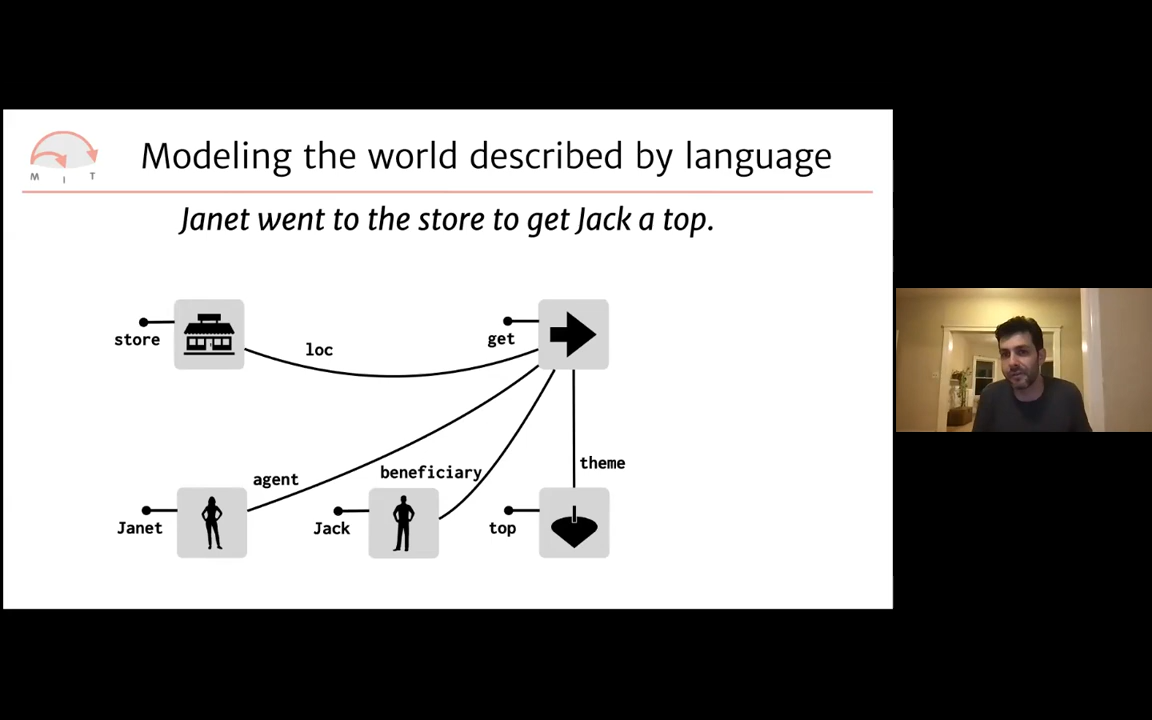 Modeling the world described by language
M I T
Janet went to the store to get Jack a top.
store
loc
get
agent
beneficiary
theme
Janet
Jack
top